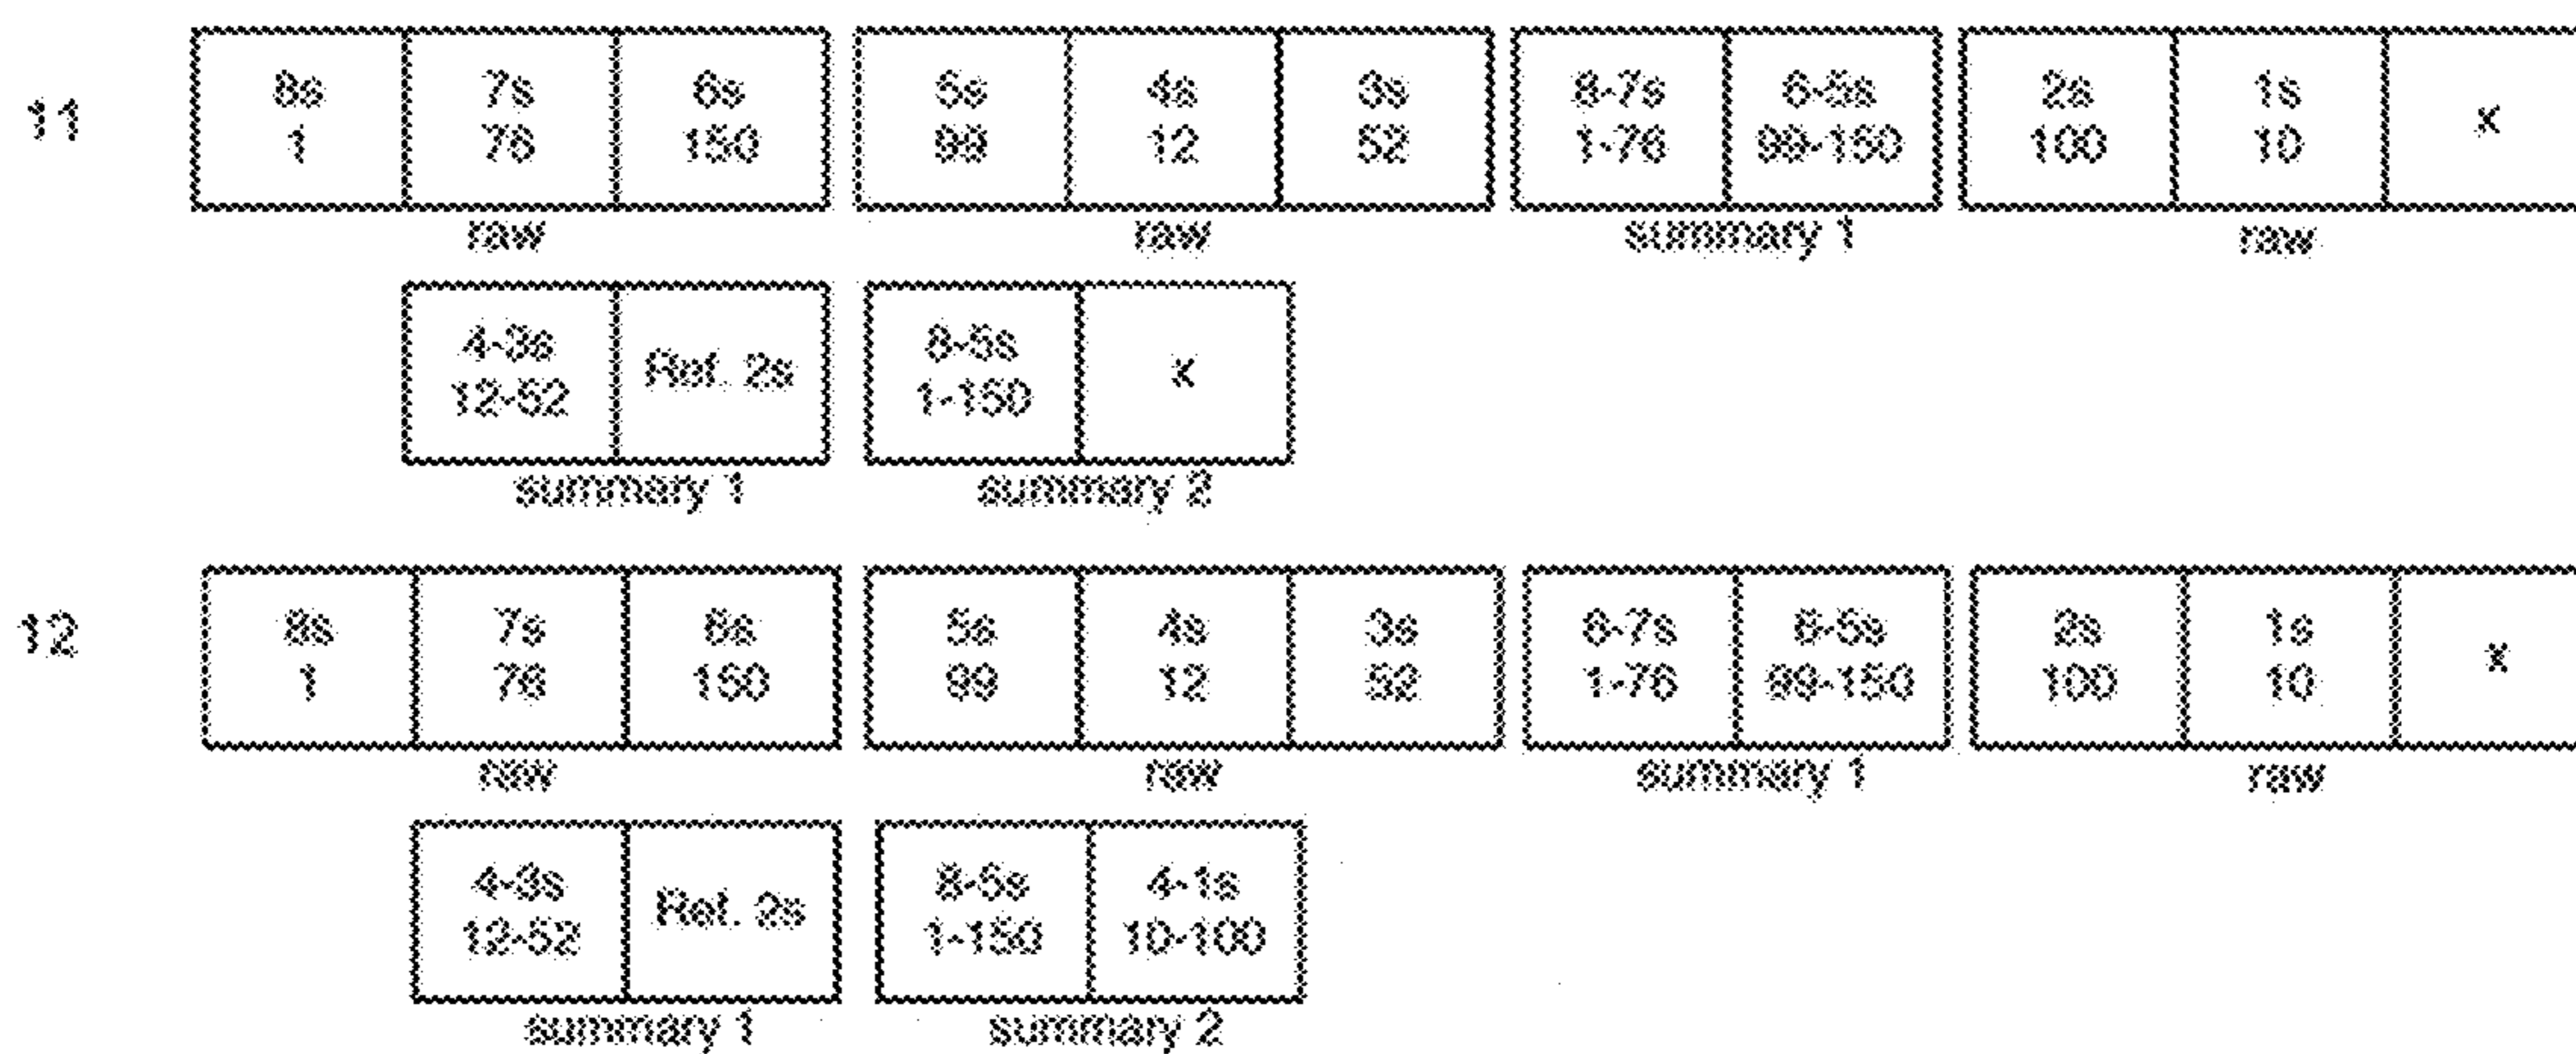 11
8s 7s 6s 5s 4s 3s 8-7s 6-5s 2s 1s x
1 76 150 99 12 52 1-76 99-150 100 10
raw raw summary 1 raw
4-3s Ref. 2s 8-5s x
12-52 1-150
summary 1 summary 2
12
8s 7s 6s 5s 4s 3s 8-7s 6-5s 2s 1s x
1 76 150 99 12 52 1-76 99-150 100 10
raw raw summary 1 raw
4-3s Ref. 2s 8-5s 4-1s
12-52 1-150 10-100
summary 1 summary 2